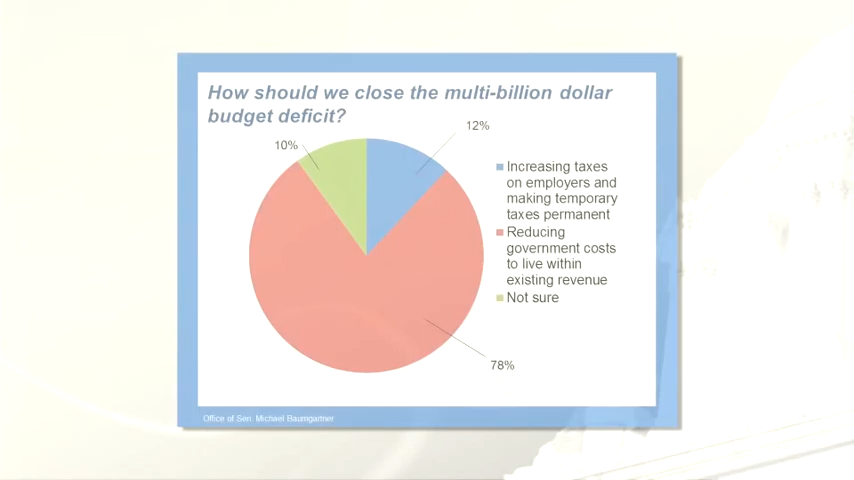 How should we close the multi-billion dollar
budget deficit?
12%
10%
Increasing taxes
on employers and
making temporary
taxes permanent
Reducing
government costs
to live within
existing revenue
Not sure
78%
Office of Sen. Michael Baumgartner